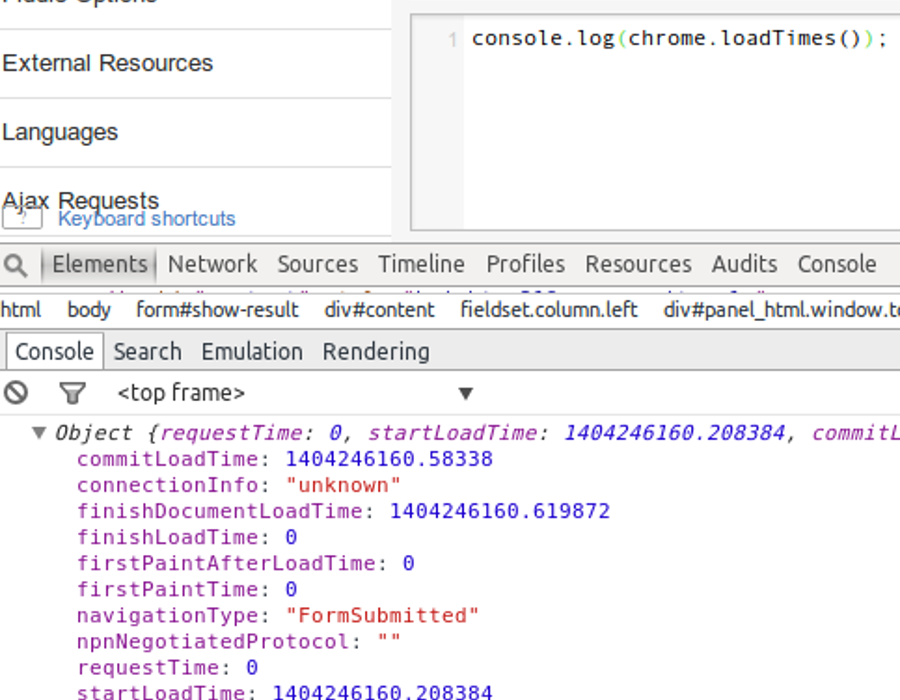 External Resources
Languages
Ajax Requests
? Keyboard shortcuts
1 console.log(chrome.loadTimes());
Elements Network Sources Timeline Profiles Resources Audits Console
html body form#show-result div#content fieldset.column.left div#panel_html.window.to
Console Search Emulation Rendering
<top frame> ▼
▼ Object {requestTime: 0, startLoadTime: 1404246160.208384, commitL
commitLoadTime: 1404246160.58338
connectionInfo: "unknown"
finishDocumentLoadTime: 1404246160.619872
finishLoadTime: 0
firstPaintAfterLoadTime: 0
firstPaintTime: 0
navigationType: "FormSubmitted"
npnNegotiatedProtocol: ""
requestTime: 0
startLoadTime: 1404246160.208384